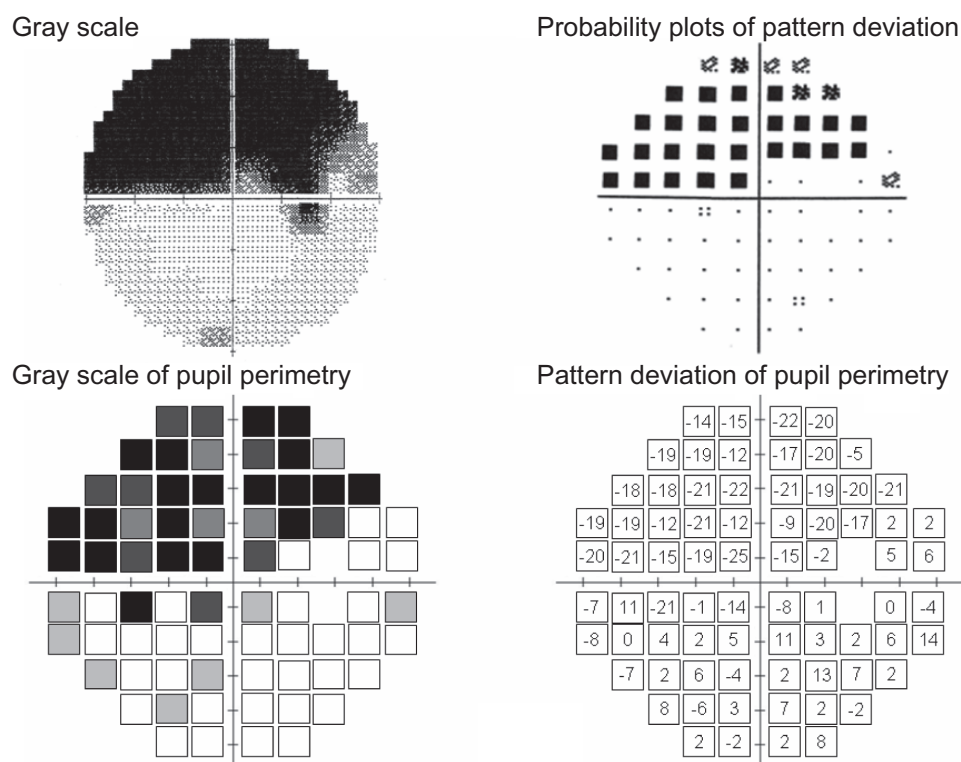 Gray scale
Probability plots of pattern deviation
Gray scale of pupil perimetry
Pattern deviation of pupil perimetry
-14 -15 -22 -20
-19 -19 -12 -17 -20 -5
-18 -18 -21 -22 -21 -19 -20 -21
-19 -19 -12 -21 -12 -9 -20 -17 2 2
-20 -21 -15 -19 -25 -15 -2 5 6
-7 11 -21 -1 -14 -8 1 0 -4
-8 0 4 2 5 11 3 2 6 14
-7 2 6 -4 2 13 7 2
8 -6 3 7 2 -2
2 -2 2 8